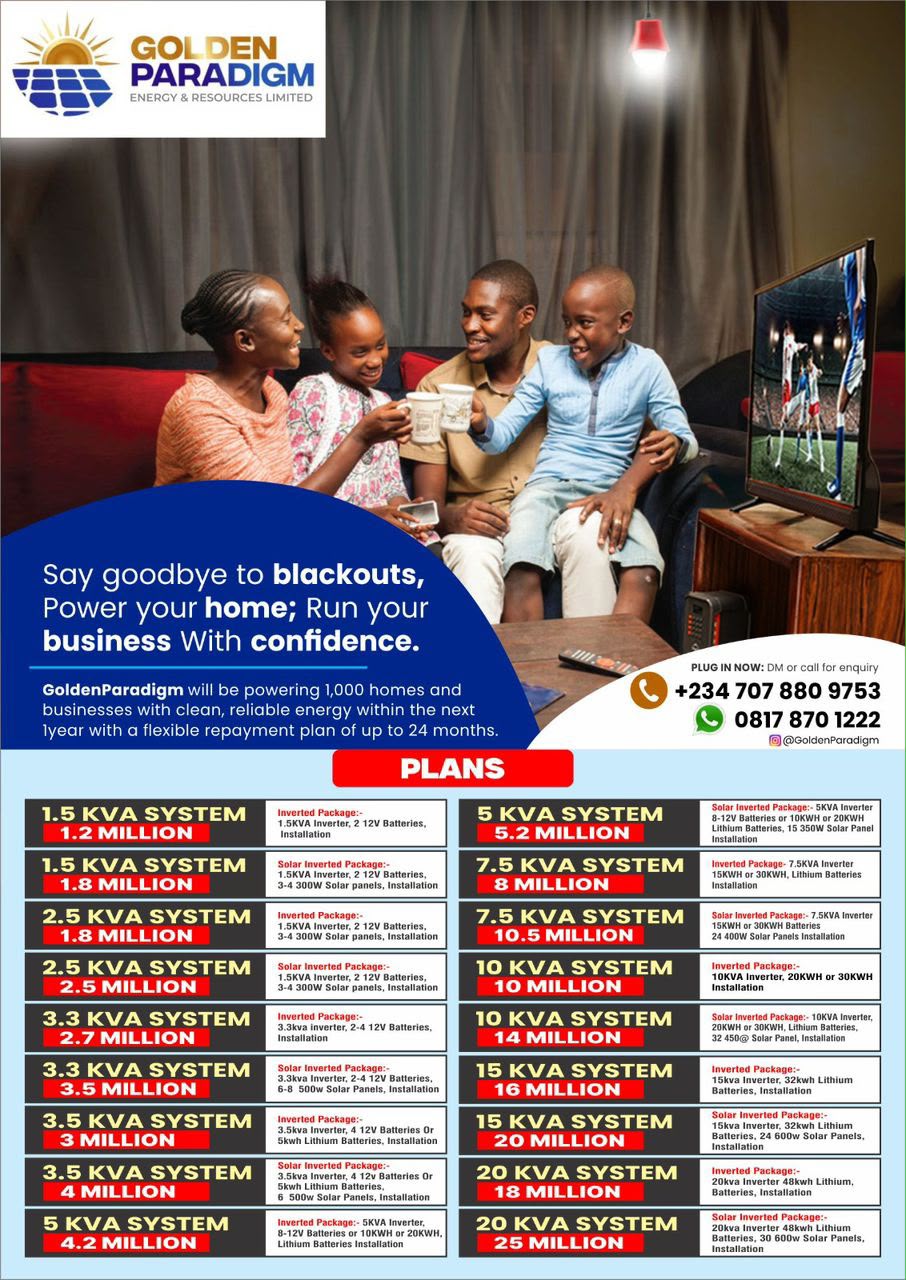 GOLDEN
PARADIGM
ENERGY & RESOURCES LIMITED
Say goodbye to blackouts,
Power your home; Run your
business With confidence.
GoldenParadigm will be powering 1,000 homes and
businesses with clean, reliable energy within the next
1year with a flexible repayment plan of up to 24 months.
PLUG IN NOW: DM or call for enquiry
+234 707 880 9753
0817 870 1222
@GoldenParadigm
PLANS
1.5 KVA SYSTEM
1.2 MILLION
Inverted Package:-
1.5KVA Inverter, 2 12V Batteries,
Installation
1.5 KVA SYSTEM
1.8 MILLION
Solar Inverted Package:-
1.5KVA Inverter, 2 12V Batteries,
3-4 300W Solar panels, Installation
2.5 KVA SYSTEM
1.8 MILLION
Inverted Package:-
1.5KVA Inverter, 2 12V Batteries,
3-4 300W Solar panels, Installation
2.5 KVA SYSTEM
2.5 MILLION
Solar Inverted Package:-
1.5KVA Inverter, 2 12V Batteries,
3-4 300W Solar panels, Installation
3.3 KVA SYSTEM
2.7 MILLION
Inverted Package:-
3.3kva inverter, 2-4 12V Batteries,
Installation
3.3 KVA SYSTEM
3.5 MILLION
Solar Inverted Package:-
3.3kva Inverter, 2-4 12V Batteries,
6-8 500w Solar Panels, Installation
3.5 KVA SYSTEM
3 MILLION
Inverted Package:-
3.5kva Inverter, 4 12V Batteries Or
5kwh Lithium Batteries, Installation
3.5 KVA SYSTEM
4 MILLION
Solar Inverted Package:-
3.5kva Inverter, 4 12v Batteries Or
5kwh Lithium Batteries,
6 500w Solar Panels, Installation
5 KVA SYSTEM
4.2 MILLION
Inverted Package:- 5KVA Inverter,
8-12V Batteries or 10KWH or 20KWH,
Lithium Batteries Installation
5 KVA SYSTEM
5.2 MILLION
Solar Inverted Package:- 5KVA Inverter
8-12V Batteries or 10KWH or 20KWH
Lithium Batteries, 15 350W Solar Panel
Installation
7.5 KVA SYSTEM
8 MILLION
Inverted Package- 7.5KVA Inverter
15KWH or 30KWH, Lithium Batteries
Installation
7.5 KVA SYSTEM
10.5 MILLION
Solar Inverted Package:- 7.5KVA Inverter
15KWH or 30KWH Batteries
24 400W Solar Panels Installation
10 KVA SYSTEM
10 MILLION
Inverted Package:-
10KVA Inverter, 20KWH or 30KWH
Installation
10 KVA SYSTEM
14 MILLION
Solar Inverted Package:- 10KVA Inverter,
20KWH or 30KWH, Lithium Batteries,
32 450@ Solar Panel, Installation
15 KVA SYSTEM
16 MILLION
Inverted Package:-
15kva Inverter, 32kwh Lithium
Batteries, Installation
15 KVA SYSTEM
20 MILLION
Solar Inverted Package:-
15kva Inverter, 32kwh Lithium
Batteries, 24 600w Solar Panels,
Installation
20 KVA SYSTEM
18 MILLION
Inverted Package:-
20kva Inverter 48kwh Lithium,
Batteries, Installation
20 KVA SYSTEM
25 MILLION
Solar Inverted Package:-
20kva Inverter 48kwh Lithium
Batteries, 30 600w Solar Panels,
Installation